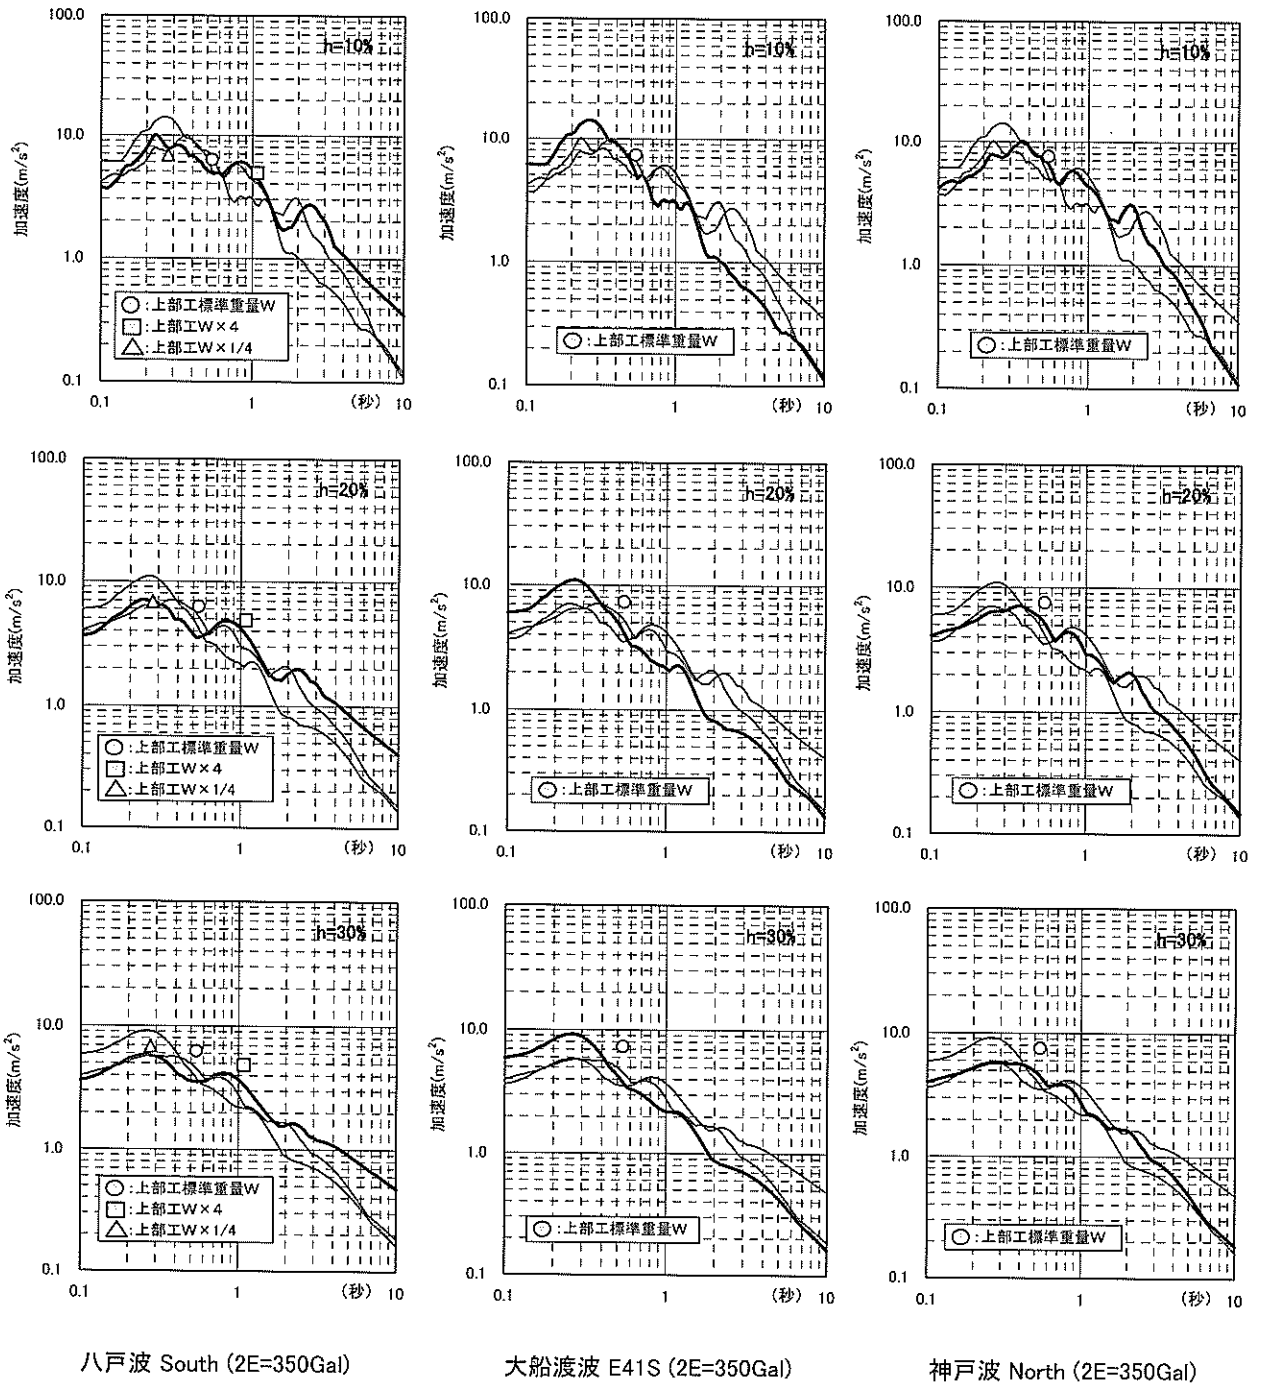 100.0
10.0
1.0
0.1
加速度(m/s²)
h=10%
○:上部工標準重量W
□:上部工W×4
△:上部工W×1/4
0.1
1
(秒)
10
100.0
10.0
1.0
0.1
加速度(m/s²)
h=10%
○:上部工標準重量W
0.1
1
(秒)
10
100.0
10.0
1.0
0.1
加速度(m/s²)
h=10%
○:上部工標準重量W
0.1
1
(秒)
10
100.0
10.0
1.0
0.1
加速度(m/s²)
h=20%
○:上部工標準重量W
□:上部工W×4
△:上部工W×1/4
0.1
1
(秒)
10
100.0
10.0
1.0
0.1
加速度(m/s²)
h=20%
○:上部工標準重量W
0.1
1
(秒)
10
100.0
10.0
1.0
0.1
加速度(m/s²)
h=20%
○:上部工標準重量W
0.1
1
(秒)
10
100.0
10.0
1.0
0.1
加速度(m/s²)
h=30%
○:上部工標準重量W
□:上部工W×4
△:上部工W×1/4
0.1
1
(秒)
10
100.0
10.0
1.0
0.1
加速度(m/s²)
h=30%
○:上部工標準重量W
0.1
1
(秒)
10
100.0
10.0
1.0
0.1
加速度(m/s²)
h=30%
○:上部工標準重量W
0.1
1
(秒)
10
八戸波 South (2E=350Gal)
大船渡波 E41S (2E=350Gal)
神戸波 North (2E=350Gal)